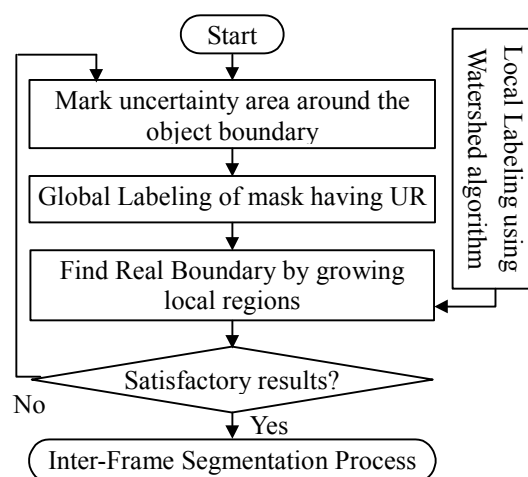 Start
Mark uncertainty area around the
object boundary
Global Labeling of mask having UR
Local Labeling using
Watershed algorithm
Find Real Boundary by growing
local regions
Satisfactory results?
No
Yes
Inter-Frame Segmentation Process